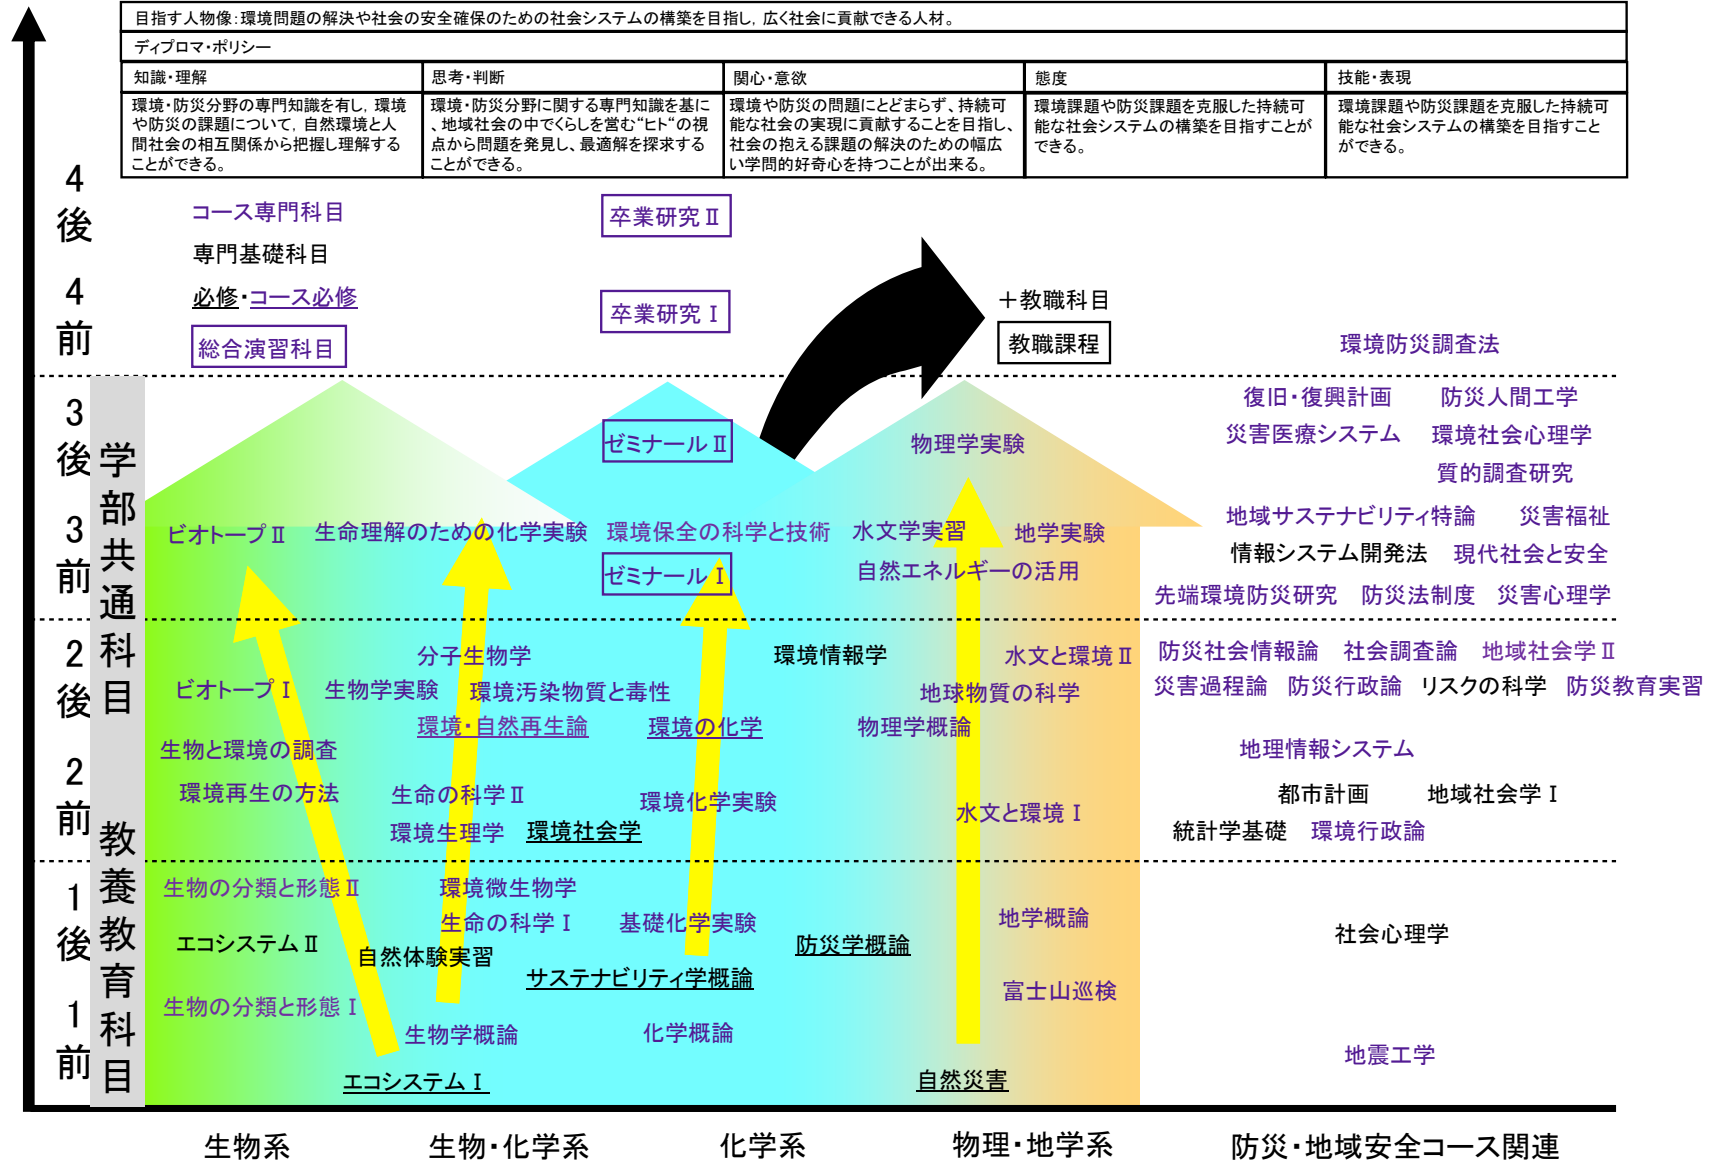 目指す人物像：環境問題の解決や社会の安全確保のための社会システムの構築を目指し，広く社会に貢献できる人材。
ディプロマ・ポリシー
知識・理解
環境・防災分野の専門知識を有し，環境
や防災の課題について，自然環境と人
間社会の相互関係から把握し理解する
ことができる。
思考・判断
環境・防災分野に関する専門知識を基に
、地域社会の中でくらしを営む“ヒト“の視
点から問題を発見し、最適解を探求する
ことができる。
関心・意欲
環境や防災の問題にとどまらず、持続可
能な社会の実現に貢献することを目指し、
社会の抱える課題の解決のための幅広
い学問的好奇心を持つことが出来る。
態度
環境課題や防災課題を克服した持続可
能な社会システムの構築を目指すことが
できる。
技能・表現
環境課題や防災課題を克服した持続可
能な社会システムの構築を目指すこと
ができる。
4後
コース専門科目
卒業研究Ⅱ
専門基礎科目
4前
必修・コース必修
総合演習科目
卒業研究Ⅰ
＋教職科目
教職課程
環境防災調査法
学部共通科目
3後
ゼミナールⅡ
物理学実験
復旧・復興計画
防災人間工学
災害医療システム
環境社会心理学
質的調査研究
3前
ビオトープⅡ
生命理解のための化学実験
環境保全の科学と技術
水文学実習
地学実験
ゼミナールⅠ
自然エネルギーの活用
地域サステナビリティ特論
災害福祉
情報システム開発法
現代社会と安全
先端環境防災研究
防災法制度
災害心理学
2後
分子生物学
環境情報学
水文と環境Ⅱ
防災社会情報論
社会調査論
地域社会学Ⅱ
ビオトープⅠ
生物学実験
環境汚染物質と毒性
地球物質の科学
災害過程論
防災行政論
リスクの科学
防災教育実習
環境・自然再生論
環境の化学
物理学概論
生物と環境の調査
地理情報システム
2前
環境再生の方法
生命の科学Ⅱ
環境化学実験
水文と環境Ⅰ
都市計画
地域社会学Ⅰ
環境生理学
環境社会学
統計学基礎
環境行政論
教養教育科目
1後
生物の分類と形態Ⅱ
環境微生物学
生命の科学Ⅰ
基礎化学実験
地学概論
エコシステムⅡ
自然体験実習
防災学概論
社会心理学
サステナビリティ学概論
1前
生物の分類と形態Ⅰ
富士山巡検
生物学概論
化学概論
地震工学
エコシステムⅠ
自然災害
生物系
生物・化学系
化学系
物理・地学系
防災・地域安全コース関連